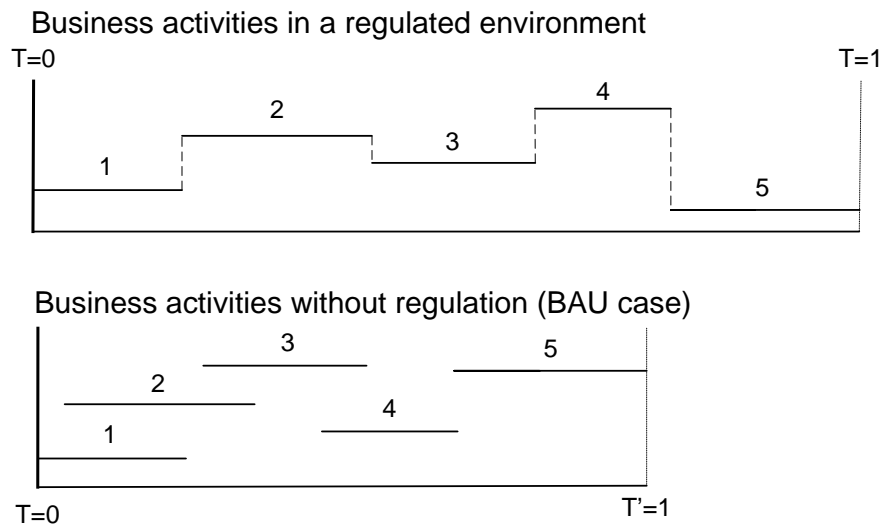 Business activities in a regulated environment
T=0 T=1
4
2
3
1
5
Business activities without regulation (BAU case)
3
5
2
4
1
T=0 T’=1